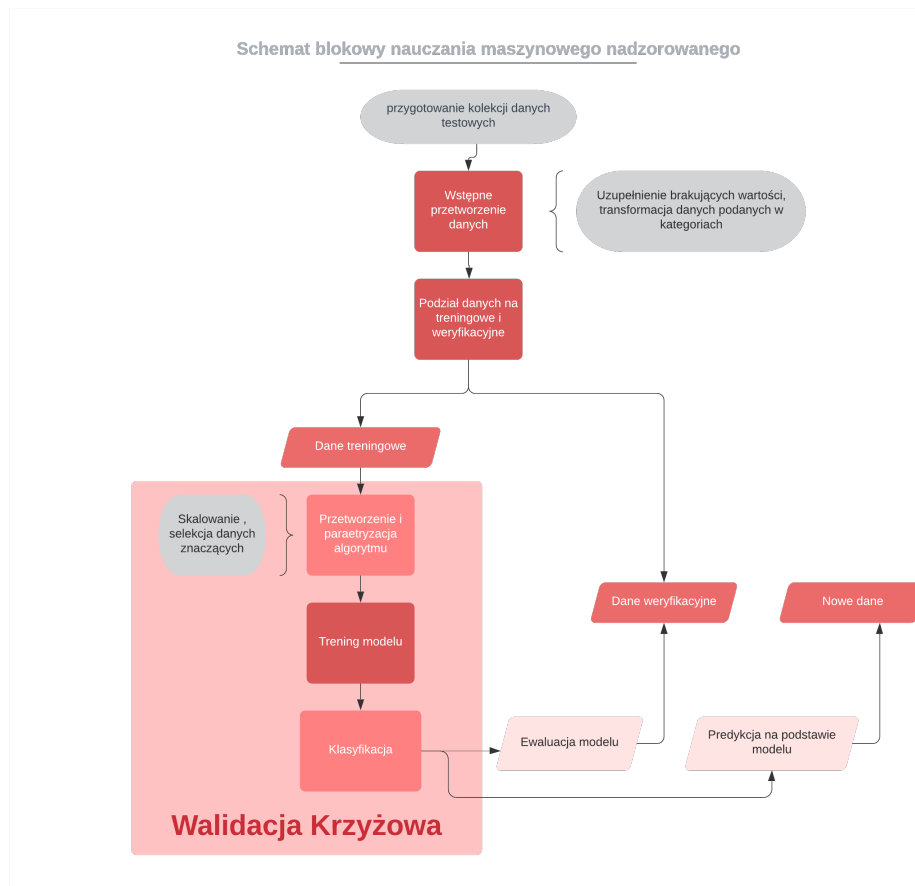 Schemat blokowy nauczania maszynowego nadzorowanego
przygotowanie kolekcji danych
testowych
Wstępne
przetworzenie
danych
Uzupełnienie brakujących wartości,
transformacja danych podanych w
kategoriach
Podział danych na
treningowe i
weryfikacyjne
Dane treningowe
Skalowanie ,
selekcja danych
znaczących
Przetworzenie i
paraetryzacja
algorytmu
Dane weryfikacyjne
Nowe dane
Trening modelu
Klasyfikacja
Ewaluacja modelu
Predykcja na podstawie
modelu
Walidacja Krzyżowa